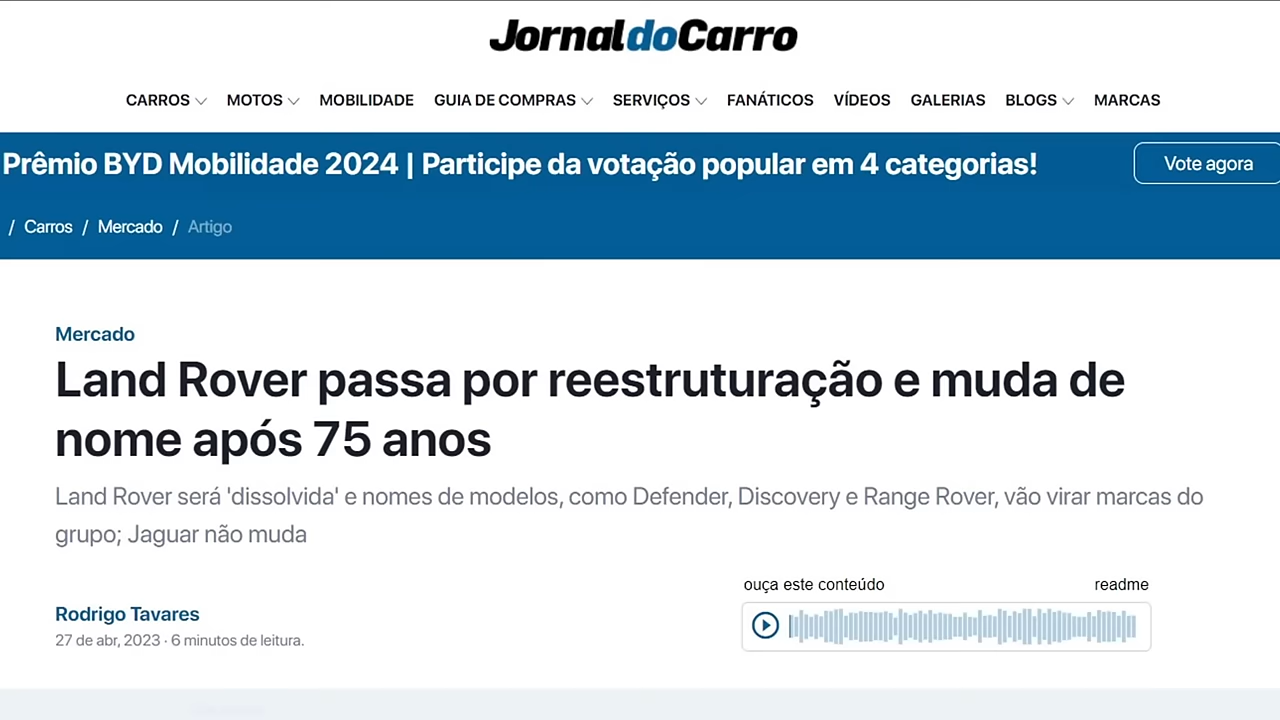 JornaldoCarro
CARROS MOTOS MOBILIDADE GUIA DE COMPRAS SERVIÇOS FANÁTICOS VÍDEOS GALERIAS BLOGS MARCAS
Prêmio BYD Mobilidade 2024 | Participe da votação popular em 4 categorias! Vote agora
/ Carros / Mercado / Artigo
Mercado
Land Rover passa por reestruturação e muda de
nome após 75 anos
Land Rover será 'dissolvida' e nomes de modelos, como Defender, Discovery e Range Rover, vão virar marcas do
grupo; Jaguar não muda
ouça este conteúdo readme
Rodrigo Tavares
27 de abr, 2023 · 6 minutos de leitura.